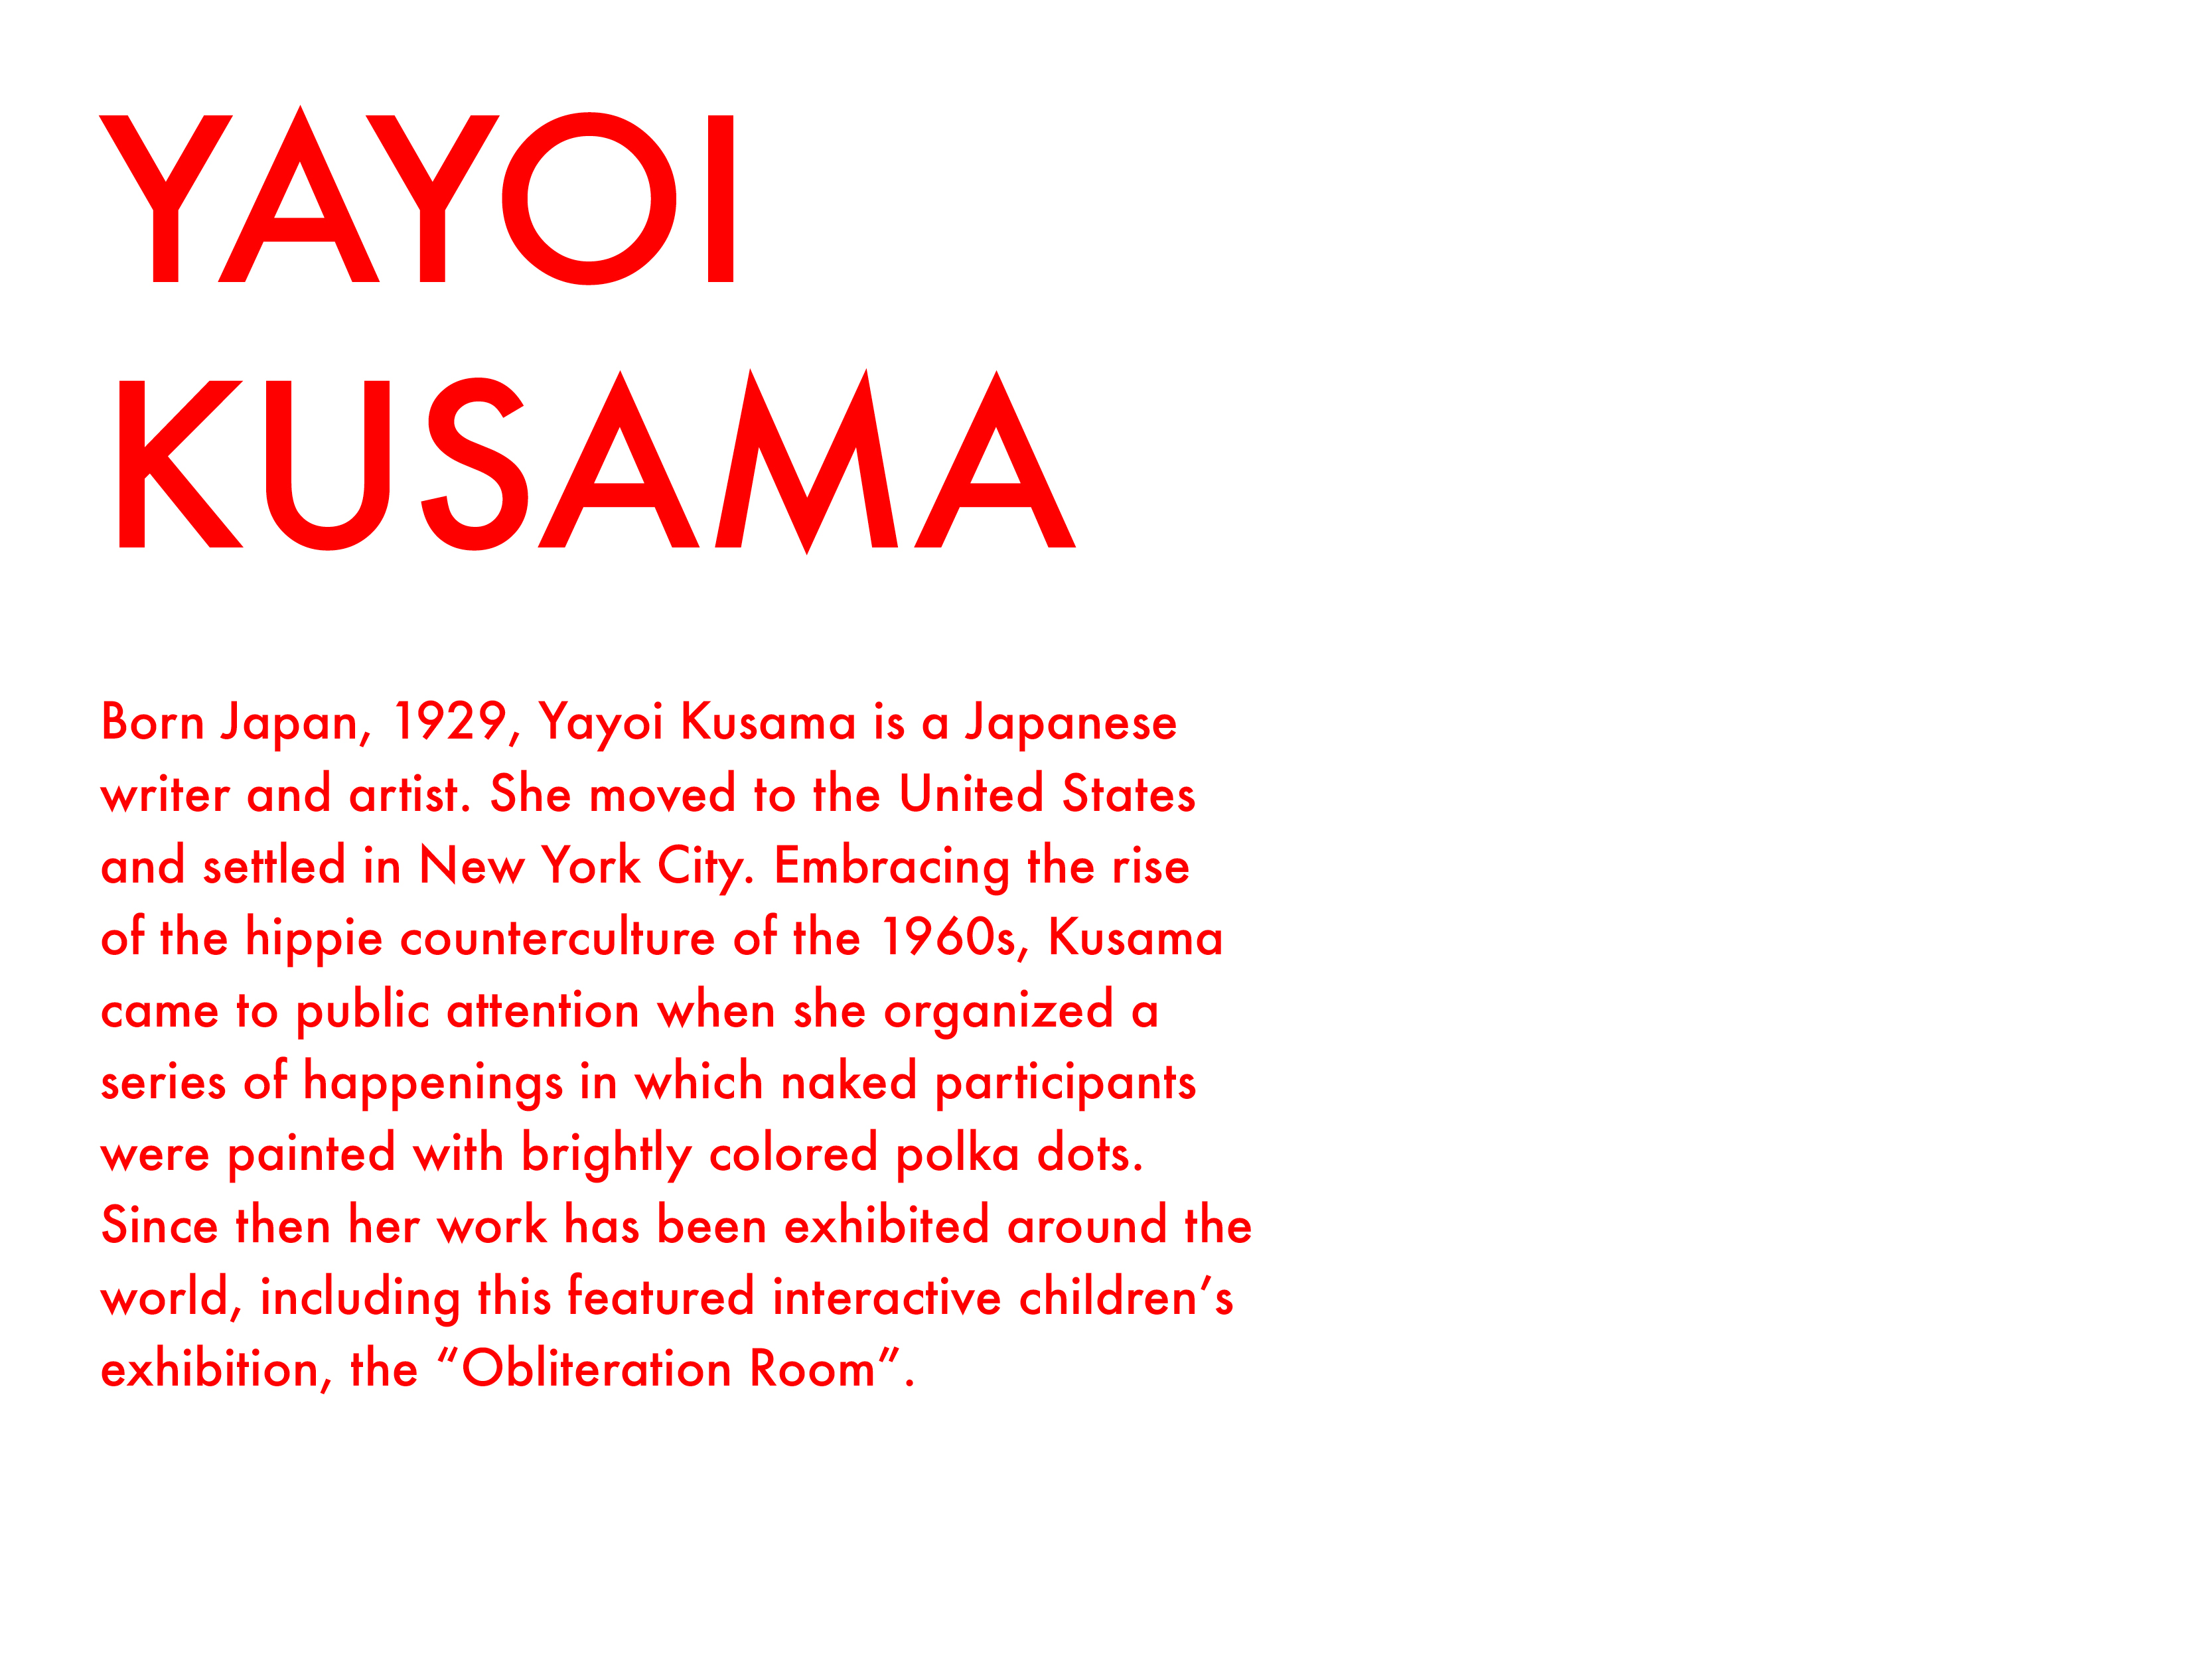 YAYOI
KUSAMA
Born Japan, 1929, Yayoi Kusama is a Japanese
writer and artist. She moved to the United States
and settled in New York City. Embracing the rise
of the hippie counterculture of the 1960s, Kusama
came to public attention when she organized a
series of happenings in which naked participants
were painted with brightly colored polka dots.
Since then her work has been exhibited around the
world, including this featured interactive children’s
exhibition, the “Obliteration Room”.